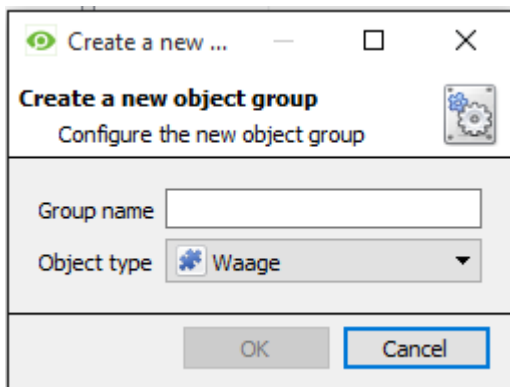 Create a new ...
Create a new object group
Configure the new object group
Group name
Object type
Waage
OK
Cancel